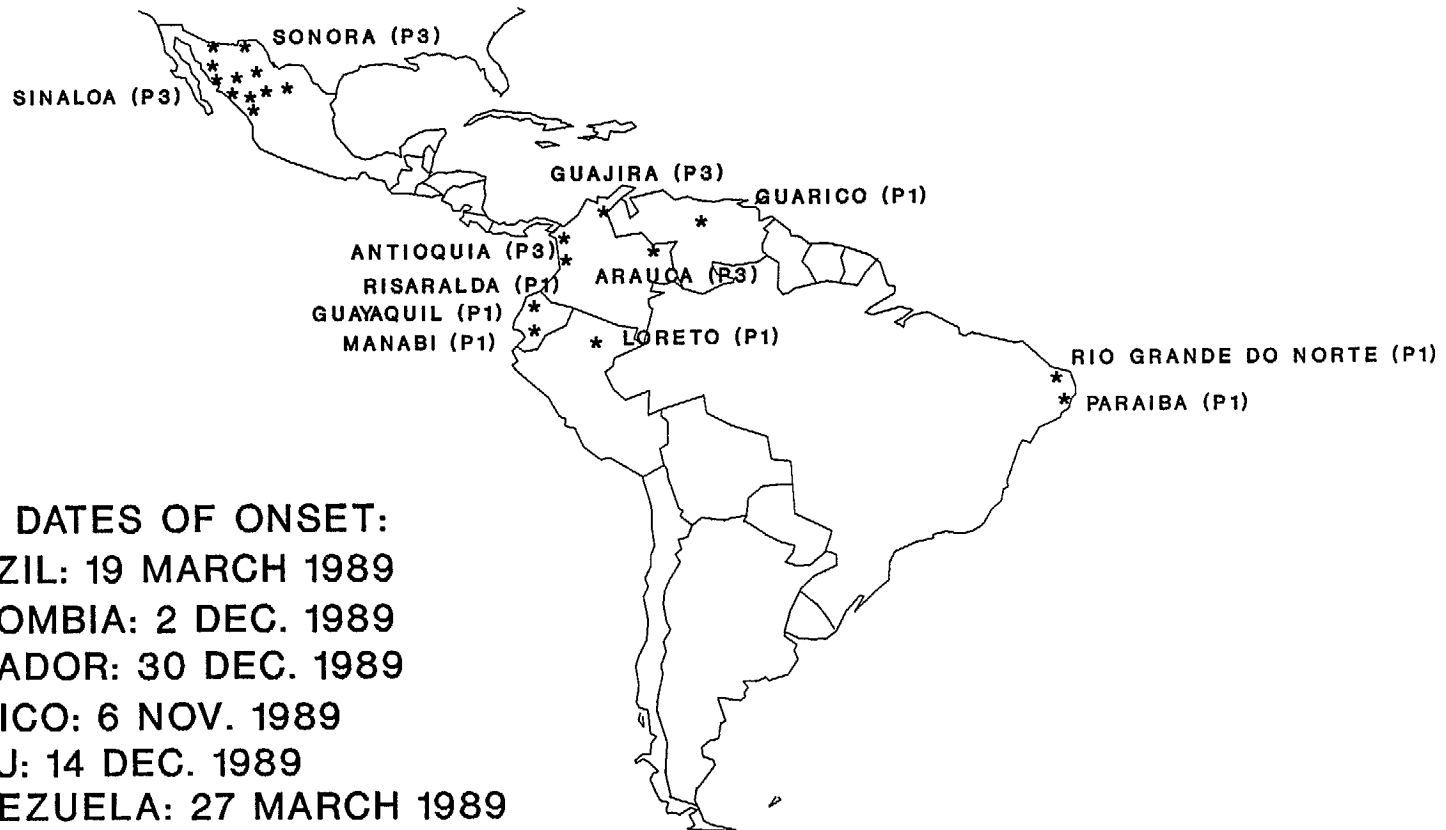 SONORA (P3)
SINALOA (P3)
GUAJIRA (P3)
GUARICO (P1)
ANTIOQUIA (P3)
ARAUCA (P3)
RISARALDA (P1)
GUAYAQUIL (P1)
MANABI (P1)
LORETO (P1)
RIO GRANDE DO NORTE (P1)
PARAIBA (P1)
DATES OF ONSET:
ZIL: 19 MARCH 1989
OMBIA: 2 DEC. 1989
ADOR: 30 DEC. 1989
ICO: 6 NOV. 1989
U: 14 DEC. 1989
EZUELA: 27 MARCH 1989